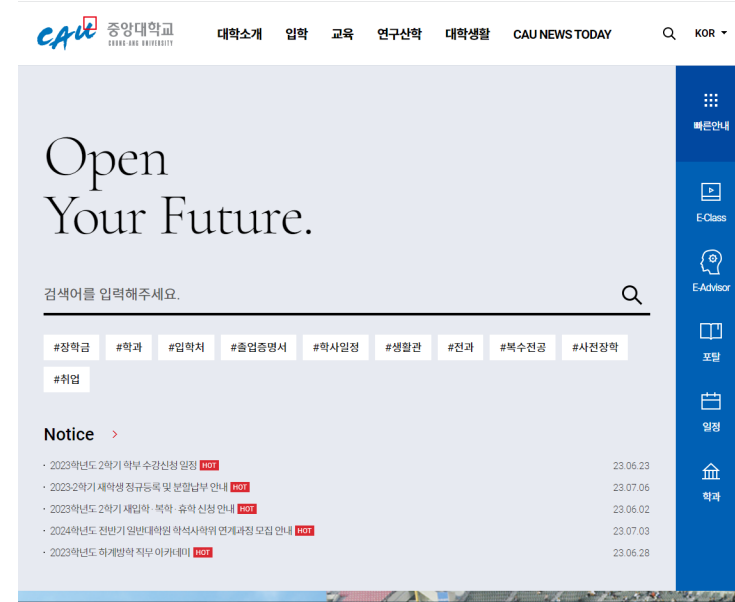 CAU 중앙대학교
CHUNG-ANG UNIVERSITY
대학소개 입학 교육 연구산학 대학생활 CAU NEWS TODAY KOR
빠른안내
Open
Your Future.
E-Class
E-Advisor
포탈
일정
학과
검색어를 입력해주세요.
#장학금 #학과 #입학처 #졸업증명서 #학사일정 #생활관 #전과 #복수전공 #사전장학
#취업
Notice >
· 2023학년도 2학기 학부 수강신청 일정 HOT 23.06.23
· 2023-2학기 재학생 정규등록 및 분할납부 안내 HOT 23.07.06
· 2023학년도 2학기 재입학 · 복학 · 휴학 신청 안내 HOT 23.06.02
· 2024학년도 전반기 일반대학원 학석사학위 연계과정 모집 안내 HOT 23.07.03
· 2023학년도 하계방학 직무 아카데미 HOT 23.06.28